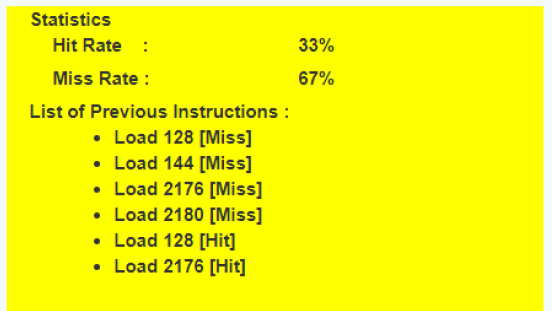 Statistics
Hit Rate : 33%
Miss Rate : 67%
List of Previous Instructions :
• Load 128 [Miss]
• Load 144 [Miss]
• Load 2176 [Miss]
• Load 2180 [Miss]
• Load 128 [Hit]
• Load 2176 [Hit]